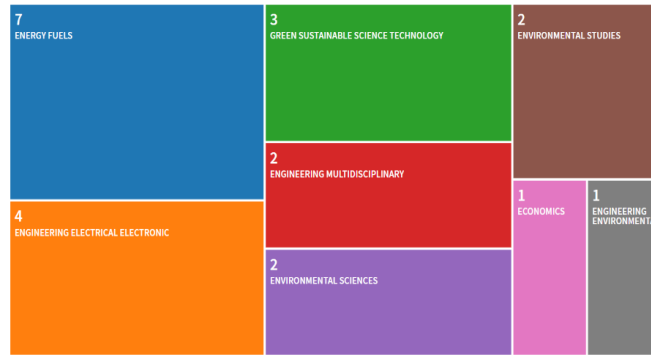 7
ENERGY FUELS
4
ENGINEERING ELECTRICAL ELECTRONIC
3
GREEN SUSTAINABLE SCIENCE TECHNOLOGY
2
ENGINEERING MULTIDISCIPLINARY
2
ENVIRONMENTAL SCIENCES
2
ENVIRONMENTAL STUDIES
1
ECONOMICS
1
ENGINEERING
ENVIRONMENTA